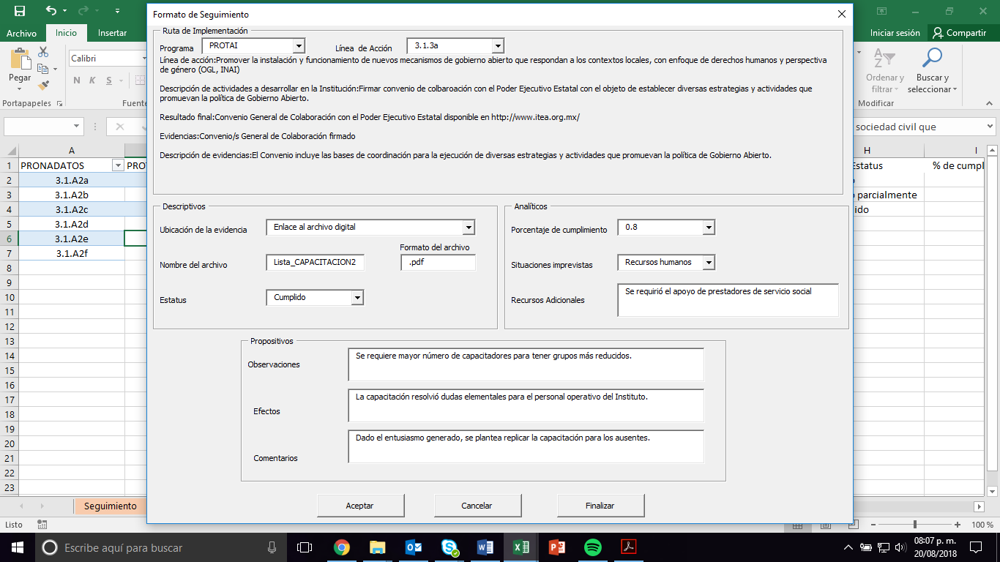 Formato de Seguimiento
Archivo
Inicio
Insertar
Iniciar sesión
Compartir
Pegar
Calibri
N K S
Portapapeles
Fuente
Ordenar y
filtrar
Buscar y
seleccionar
Modificar
sociedad civil que
Ruta de Implementación
Programa
PROTAI
Línea de Acción
3.1.3a
Línea de acción:Promover la instalación y funcionamiento de nuevos mecanismos de gobierno abierto que respondan a los contextos locales, con enfoque de derechos humanos y perspectiva
de género (OGL, INAI)
Descripción de actividades a desarrollar en la Institución:Firmar convenio de colbaroación con el Poder Ejecutivo Estatal con el objeto de establecer diversas estrategias y actividades que
promuevan la política de Gobierno Abierto.
Resultado final:Convenio General de Colaboración con el Poder Ejecutivo Estatal disponible en http://www.itea.org.mx/
Evidencias:Convenio/s General de Colaboración firmado
Descripción de evidencias:El Convenio incluye las bases de coordinación para la ejecución de diversas estrategias y actividades que promuevan la política de Gobierno Abierto.
A
H
I
1 PRONADATOS
Estatus
% de cumpl
2 3.1.A2a
3 3.1.A2b
parcialmente
4 3.1.A2c
5 3.1.A2d
6 3.1.A2e
7 3.1.A2f
8
9
10
11
12
13
14
15
16
17
18
19
20
21
22
23
Descriptivos
Ubicación de la evidencia
Enlace al archivo digital
Formato del archivo
Nombre del archivo
Lista_CAPACITACION2
.pdf
Estatus
Cumplido
Analíticos
Porcentaje de cumplimiento
0.8
Situaciones imprevistas
Recursos humanos
Recursos Adicionales
Se requirió el apoyo de prestadores de servicio social
Propositivos
Observaciones
Se requiere mayor número de capacitadores para tener grupos más reducidos.
Efectos
La capacitación resolvió dudas elementales para el personal operativo del Instituto.
Comentarios
Dado el entusiasmo generado, se plantea replicar la capacitación para los ausentes.
Aceptar
Cancelar
Finalizar
Seguimiento
Listo
100 %
Escribe aquí para buscar
08:07 p. m.
20/08/2018